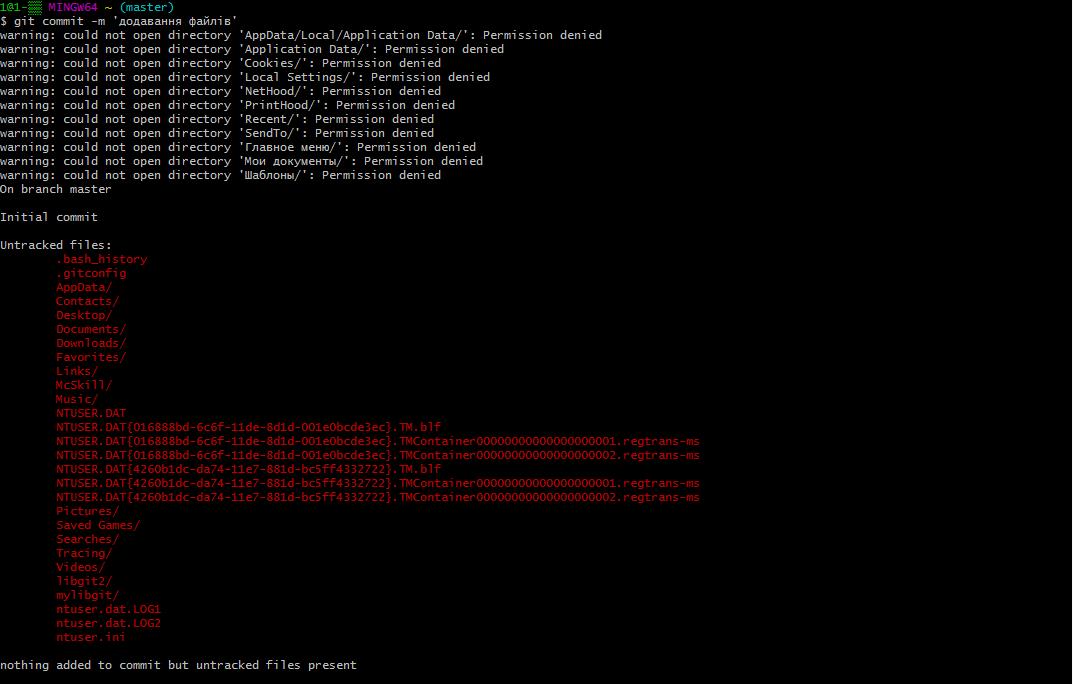 1@1- MINGW64 ~ (master)
$ git commit -m 'додавання файлів'
warning: could not open directory 'AppData/Local/Application Data/': Permission denied
warning: could not open directory 'Application Data/': Permission denied
warning: could not open directory 'Cookies/': Permission denied
warning: could not open directory 'Local Settings/': Permission denied
warning: could not open directory 'NetHood/': Permission denied
warning: could not open directory 'PrintHood/': Permission denied
warning: could not open directory 'Recent/': Permission denied
warning: could not open directory 'SendTo/': Permission denied
warning: could not open directory 'Главное меню/': Permission denied
warning: could not open directory 'Мои документы/': Permission denied
warning: could not open directory 'Шаблоны/': Permission denied
On branch master
Initial commit
Untracked files:
.bash_history
.gitconfig
AppData/
Contacts/
Desktop/
Documents/
Downloads/
Favorites/
Links/
McSkill/
Music/
NTUSER.DAT
NTUSER.DAT{016888bd-6c6f-11de-8d1d-001e0bcde3ec}.TM.blf
NTUSER.DAT{016888bd-6c6f-11de-8d1d-001e0bcde3ec}.TMContainer00000000000000000001.regtrans-ms
NTUSER.DAT{016888bd-6c6f-11de-8d1d-001e0bcde3ec}.TMContainer00000000000000000002.regtrans-ms
NTUSER.DAT{4260b1dc-da74-11e7-881d-bc5ff4332722}.TM.blf
NTUSER.DAT{4260b1dc-da74-11e7-881d-bc5ff4332722}.TMContainer00000000000000000001.regtrans-ms
NTUSER.DAT{4260b1dc-da74-11e7-881d-bc5ff4332722}.TMContainer00000000000000000002.regtrans-ms
Pictures/
Saved Games/
Searches/
Tracing/
Videos/
libgit2/
mylibgit/
ntuser.dat.LOG1
ntuser.dat.LOG2
ntuser.ini
nothing added to commit but untracked files present